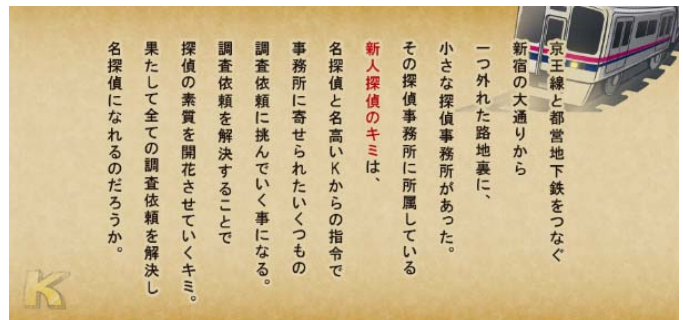 京王線と都営地下鉄をつなぐ
新宿の大通りから
一つ外れた路地裏に、
小さな探偵事務所があった。
その探偵事務所に所属している
新人探偵のキミは、
名探偵と名高いKからの指令で
事務所に寄せられたいくつもの
調査依頼に挑んでいく事になる。
調査依頼を解決することで
探偵の素質を開花させていくキミ。
果たして全ての調査依頼を解決し
名探偵になれるのだろうか。
K